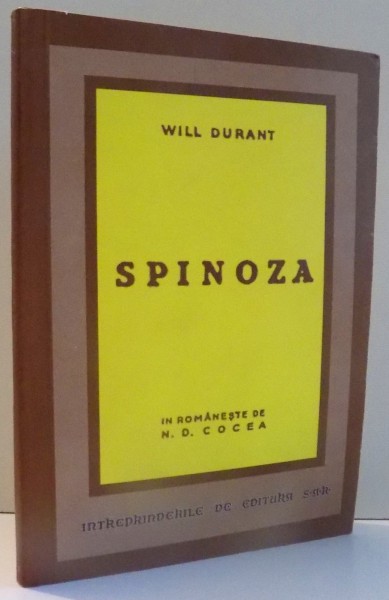 WILL DURANT
SPINOZA
IN ROMÂNEȘTE DE
N. D. COCEA
INTREPRINDERILE DE EDITURA S-A-R-